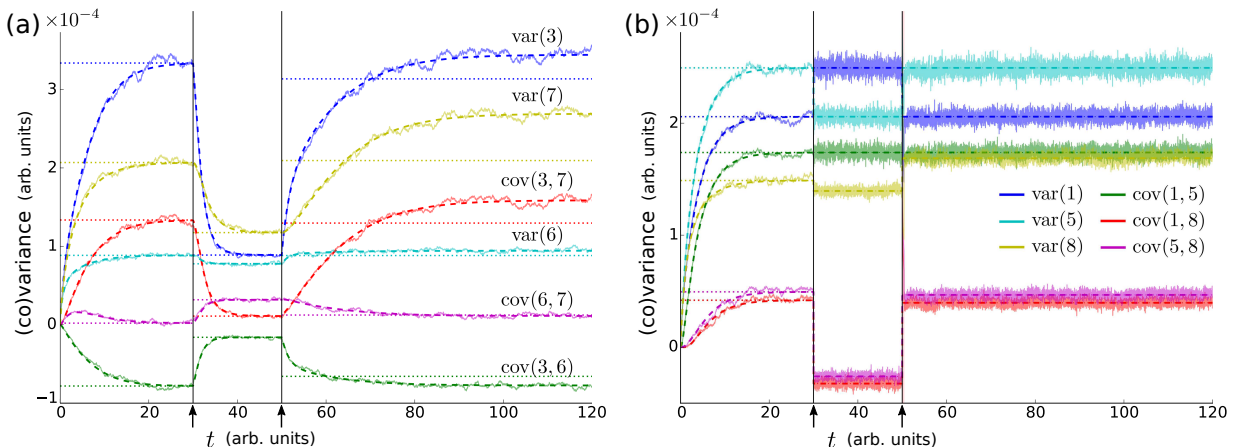 (a)
×10⁻⁴
(co)variance (arb. units)
3
2
1
0
−1
var(3)
var(7)
cov(3, 7)
var(6)
cov(6, 7)
cov(3, 6)
0 20 40 60 80 100 120
t (arb. units)
(b)
×10⁻⁴
(co)variance (arb. units)
2
1
0
var(1) cov(1, 5)
var(5) cov(1, 8)
var(8) cov(5, 8)
0 20 40 60 80 100 120
t (arb. units)